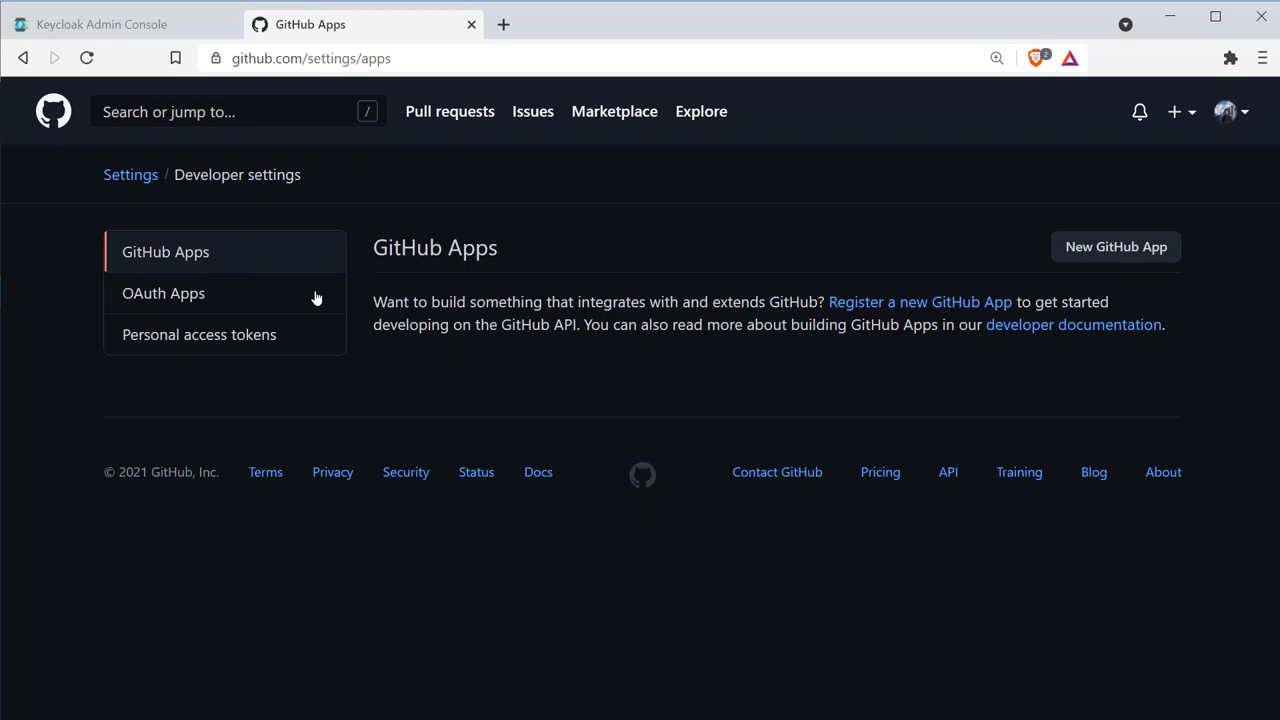 Keycloak Admin Console
GitHub Apps
github.com/settings/apps
2
Search or jump to...
/
Pull requests
Issues
Marketplace
Explore
Settings / Developer settings
GitHub Apps
OAuth Apps
Personal access tokens
GitHub Apps
New GitHub App
Want to build something that integrates with and extends GitHub? Register a new GitHub App to get started
developing on the GitHub API. You can also read more about building GitHub Apps in our developer documentation.
© 2021 GitHub, Inc.
Terms
Privacy
Security
Status
Docs
Contact GitHub
Pricing
API
Training
Blog
About